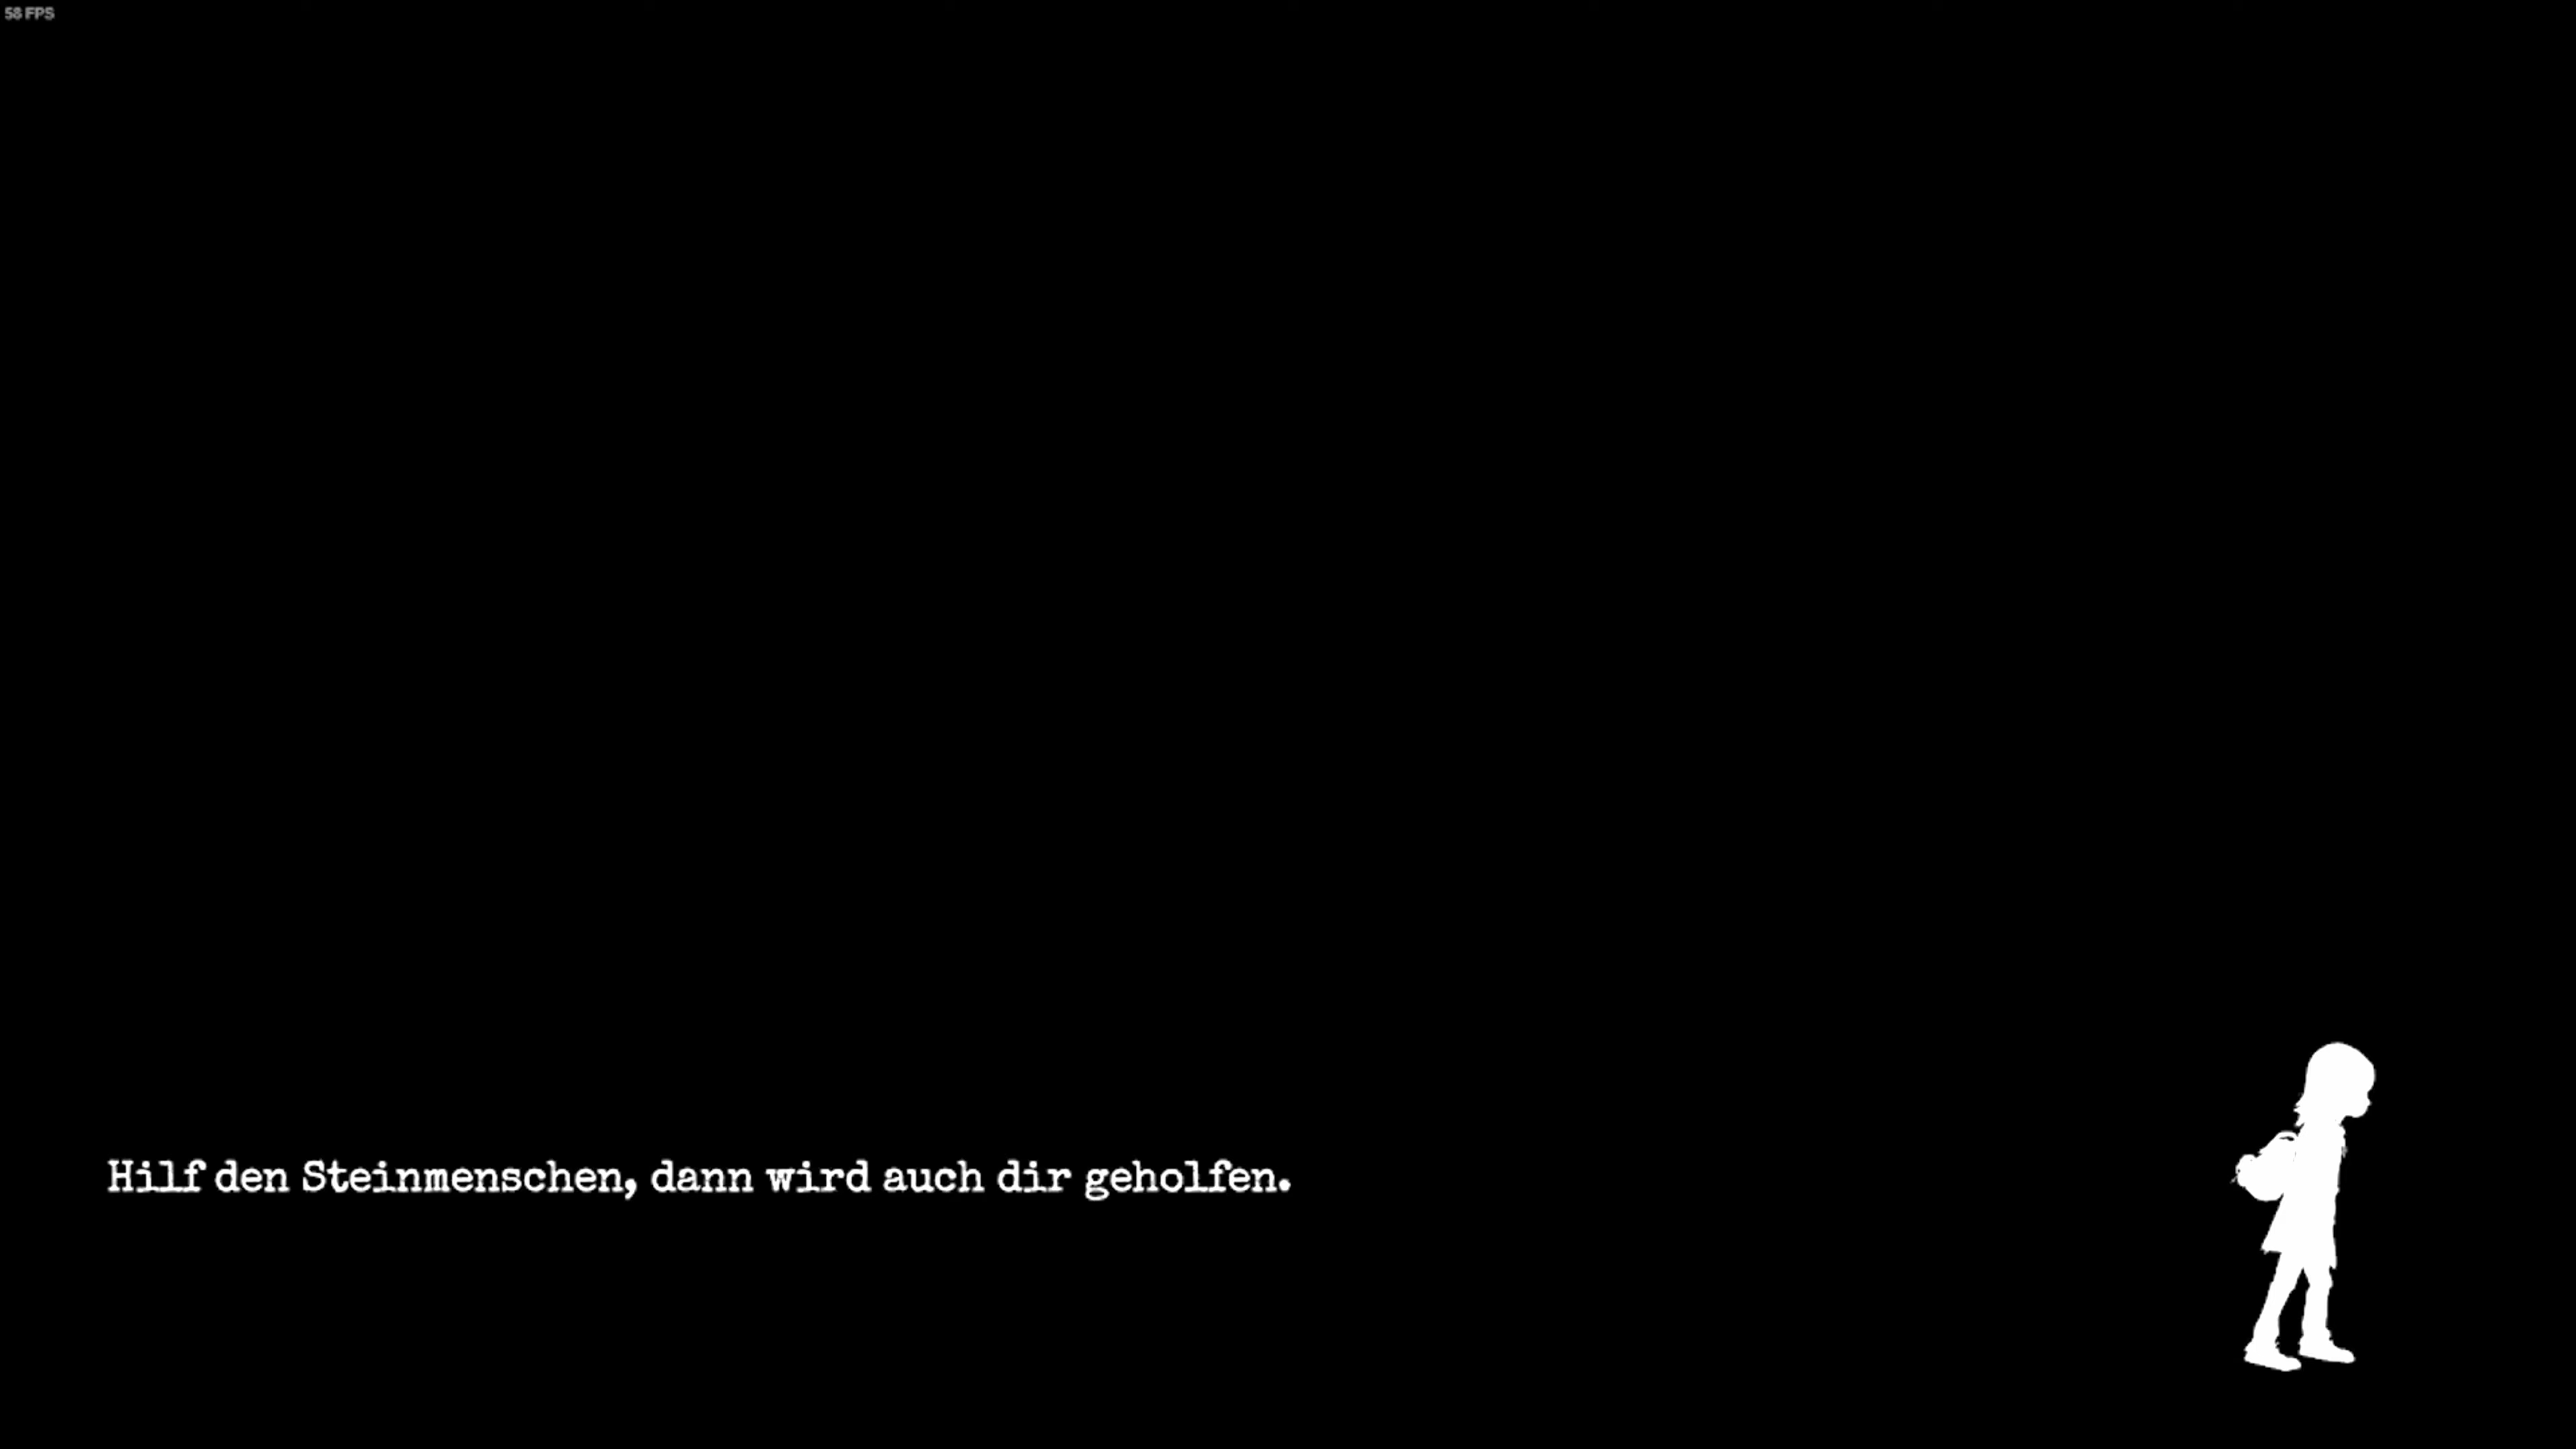 58 FPS
Hilf den Steinmenschen, dann wird auch dir geholfen.